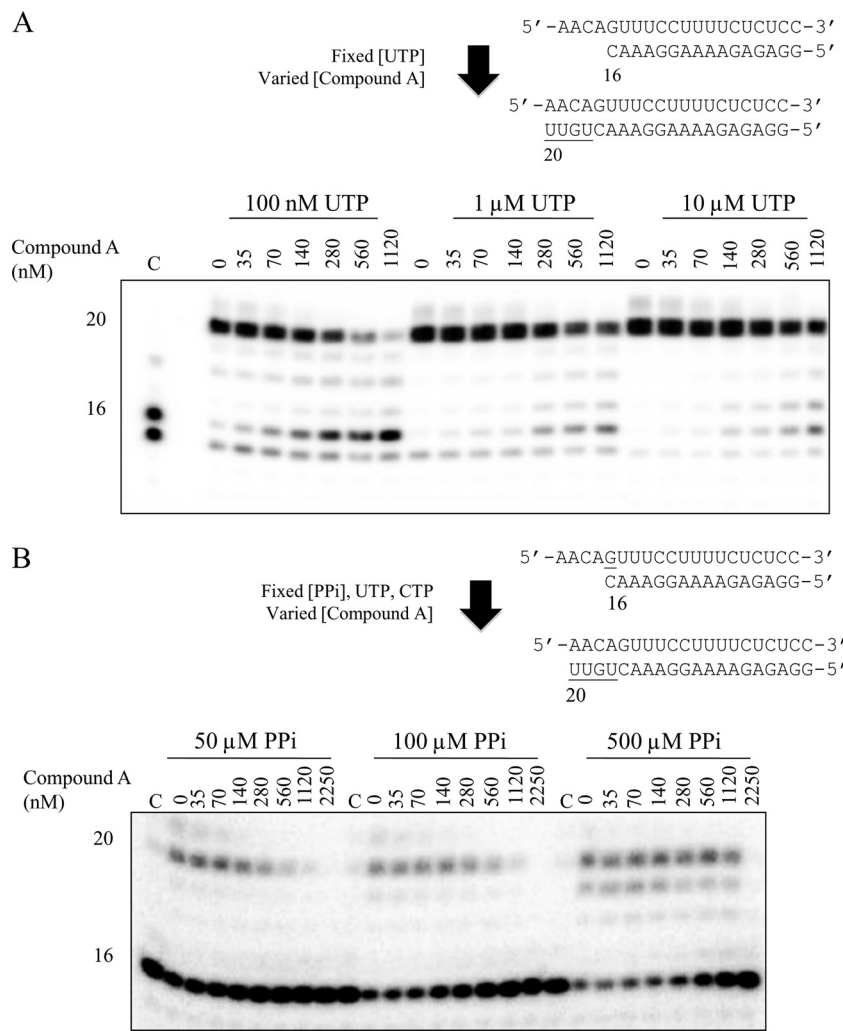 A
5′-AACAGUUUCCUUUUCUCUCC-3′
CAAAGGAAAAGAGAGG-5′
16
Fixed [UTP]
Varied [Compound A]
5′-AACAGUUUCCUUUUCUCUCC-3′
UUGUCAAAGGAAAAGAGAGG-5′
20
100 nM UTP 1 μM UTP 10 μM UTP
Compound A
(nM)
C 0 35 70 140 280 560 1120 0 35 70 140 280 560 1120 0 35 70 140 280 560 1120
20
16
B
5′-AACAGUUUCCUUUUCUCUCC-3′
CAAAGGAAAAGAGAGG-5′
16
Fixed [PPi], UTP, CTP
Varied [Compound A]
5′-AACAGUUUCCUUUUCUCUCC-3′
UUGUCAAAGGAAAAGAGAGG-5′
20
50 μM PPi 100 μM PPi 500 μM PPi
Compound A
(nM)
C 0 35 70 140 280 560 1120 2250 C 0 35 70 140 280 560 1120 2250 C 0 35 70 140 280 560 1120 2250
20
16